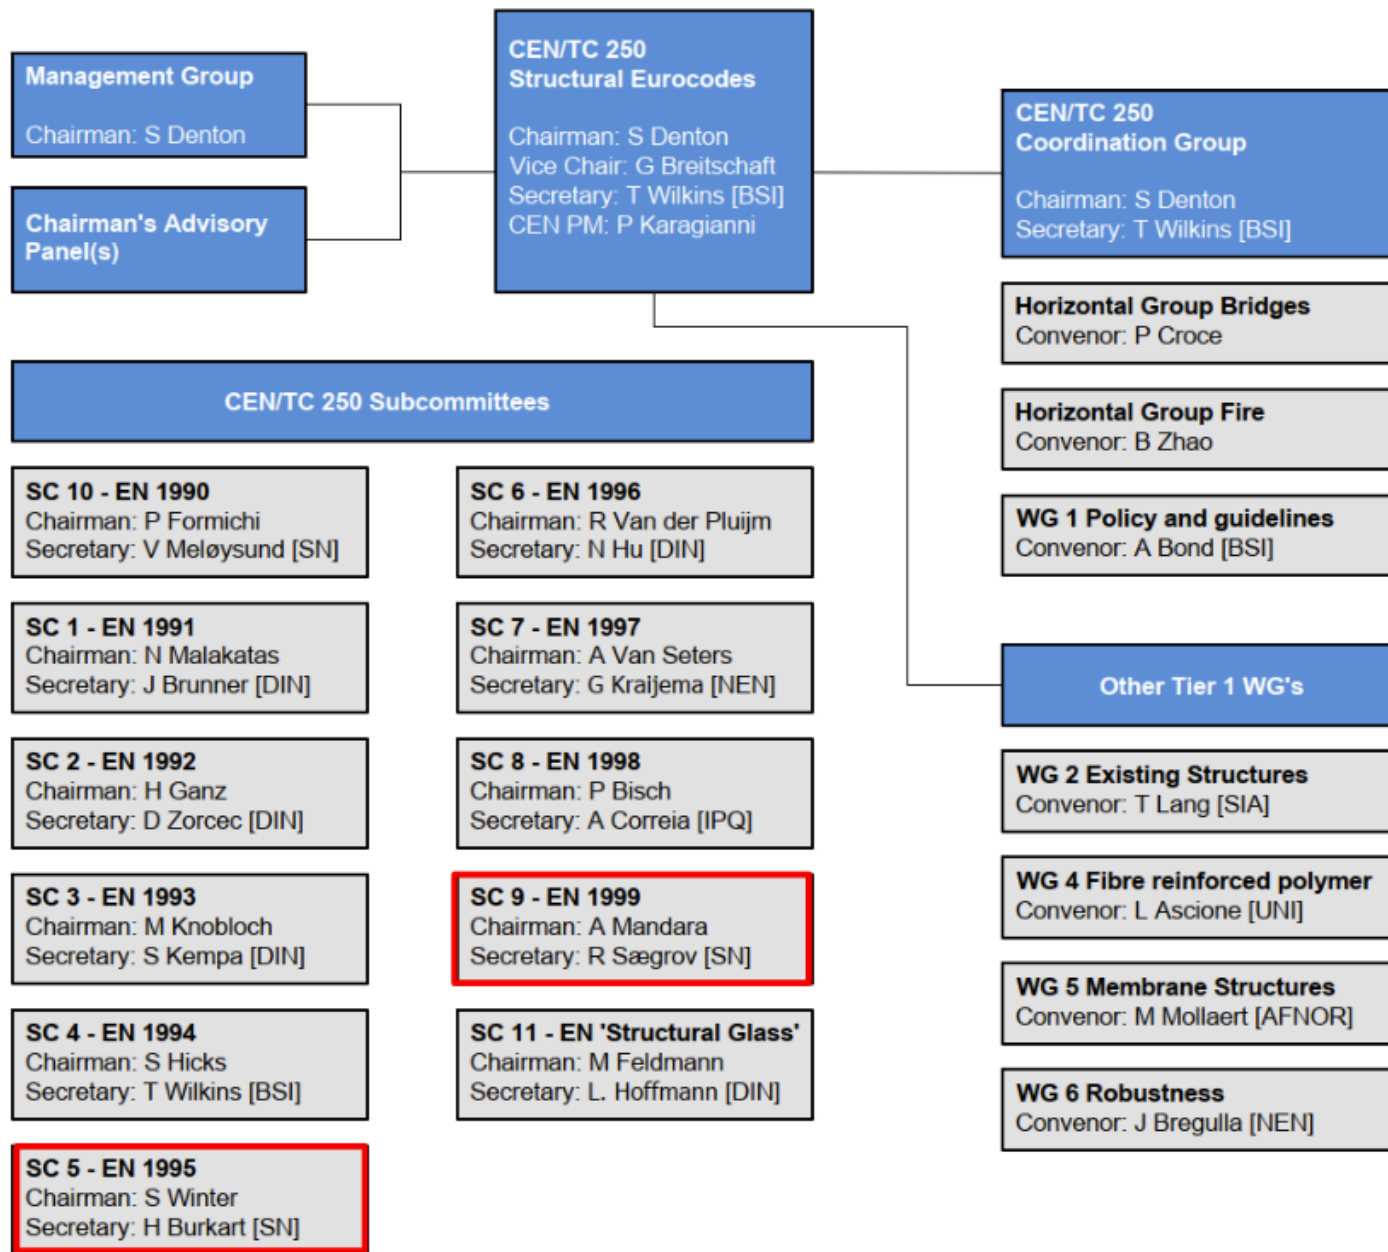 Management Group
Chairman: S Denton
Chairman's Advisory
Panel(s)
CEN/TC 250
Structural Eurocodes
Chairman: S Denton
Vice Chair: G Breitschaft
Secretary: T Wilkins [BSI]
CEN PM: P Karagianni
CEN/TC 250
Coordination Group
Chairman: S Denton
Secretary: T Wilkins [BSI]
Horizontal Group Bridges
Convenor: P Croce
Horizontal Group Fire
Convenor: B Zhao
WG 1 Policy and guidelines
Convenor: A Bond [BSI]
CEN/TC 250 Subcommittees
SC 10 - EN 1990
Chairman: P Formichi
Secretary: V Meløysund [SN]
SC 1 - EN 1991
Chairman: N Malakatas
Secretary: J Brunner [DIN]
SC 2 - EN 1992
Chairman: H Ganz
Secretary: D Zorcec [DIN]
SC 3 - EN 1993
Chairman: M Knobloch
Secretary: S Kempa [DIN]
SC 4 - EN 1994
Chairman: S Hicks
Secretary: T Wilkins [BSI]
SC 5 - EN 1995
Chairman: S Winter
Secretary: H Burkart [SN]
SC 6 - EN 1996
Chairman: R Van der Pluijm
Secretary: N Hu [DIN]
SC 7 - EN 1997
Chairman: A Van Seters
Secretary: G Kraijema [NEN]
SC 8 - EN 1998
Chairman: P Bisch
Secretary: A Correia [IPQ]
SC 9 - EN 1999
Chairman: A Mandara
Secretary: R Sægrov [SN]
SC 11 - EN 'Structural Glass'
Chairman: M Feldmann
Secretary: L. Hoffmann [DIN]
Other Tier 1 WG's
WG 2 Existing Structures
Convenor: T Lang [SIA]
WG 4 Fibre reinforced polymer
Convenor: L Ascione [UNI]
WG 5 Membrane Structures
Convenor: M Mollaert [AFNOR]
WG 6 Robustness
Convenor: J Bregulla [NEN]